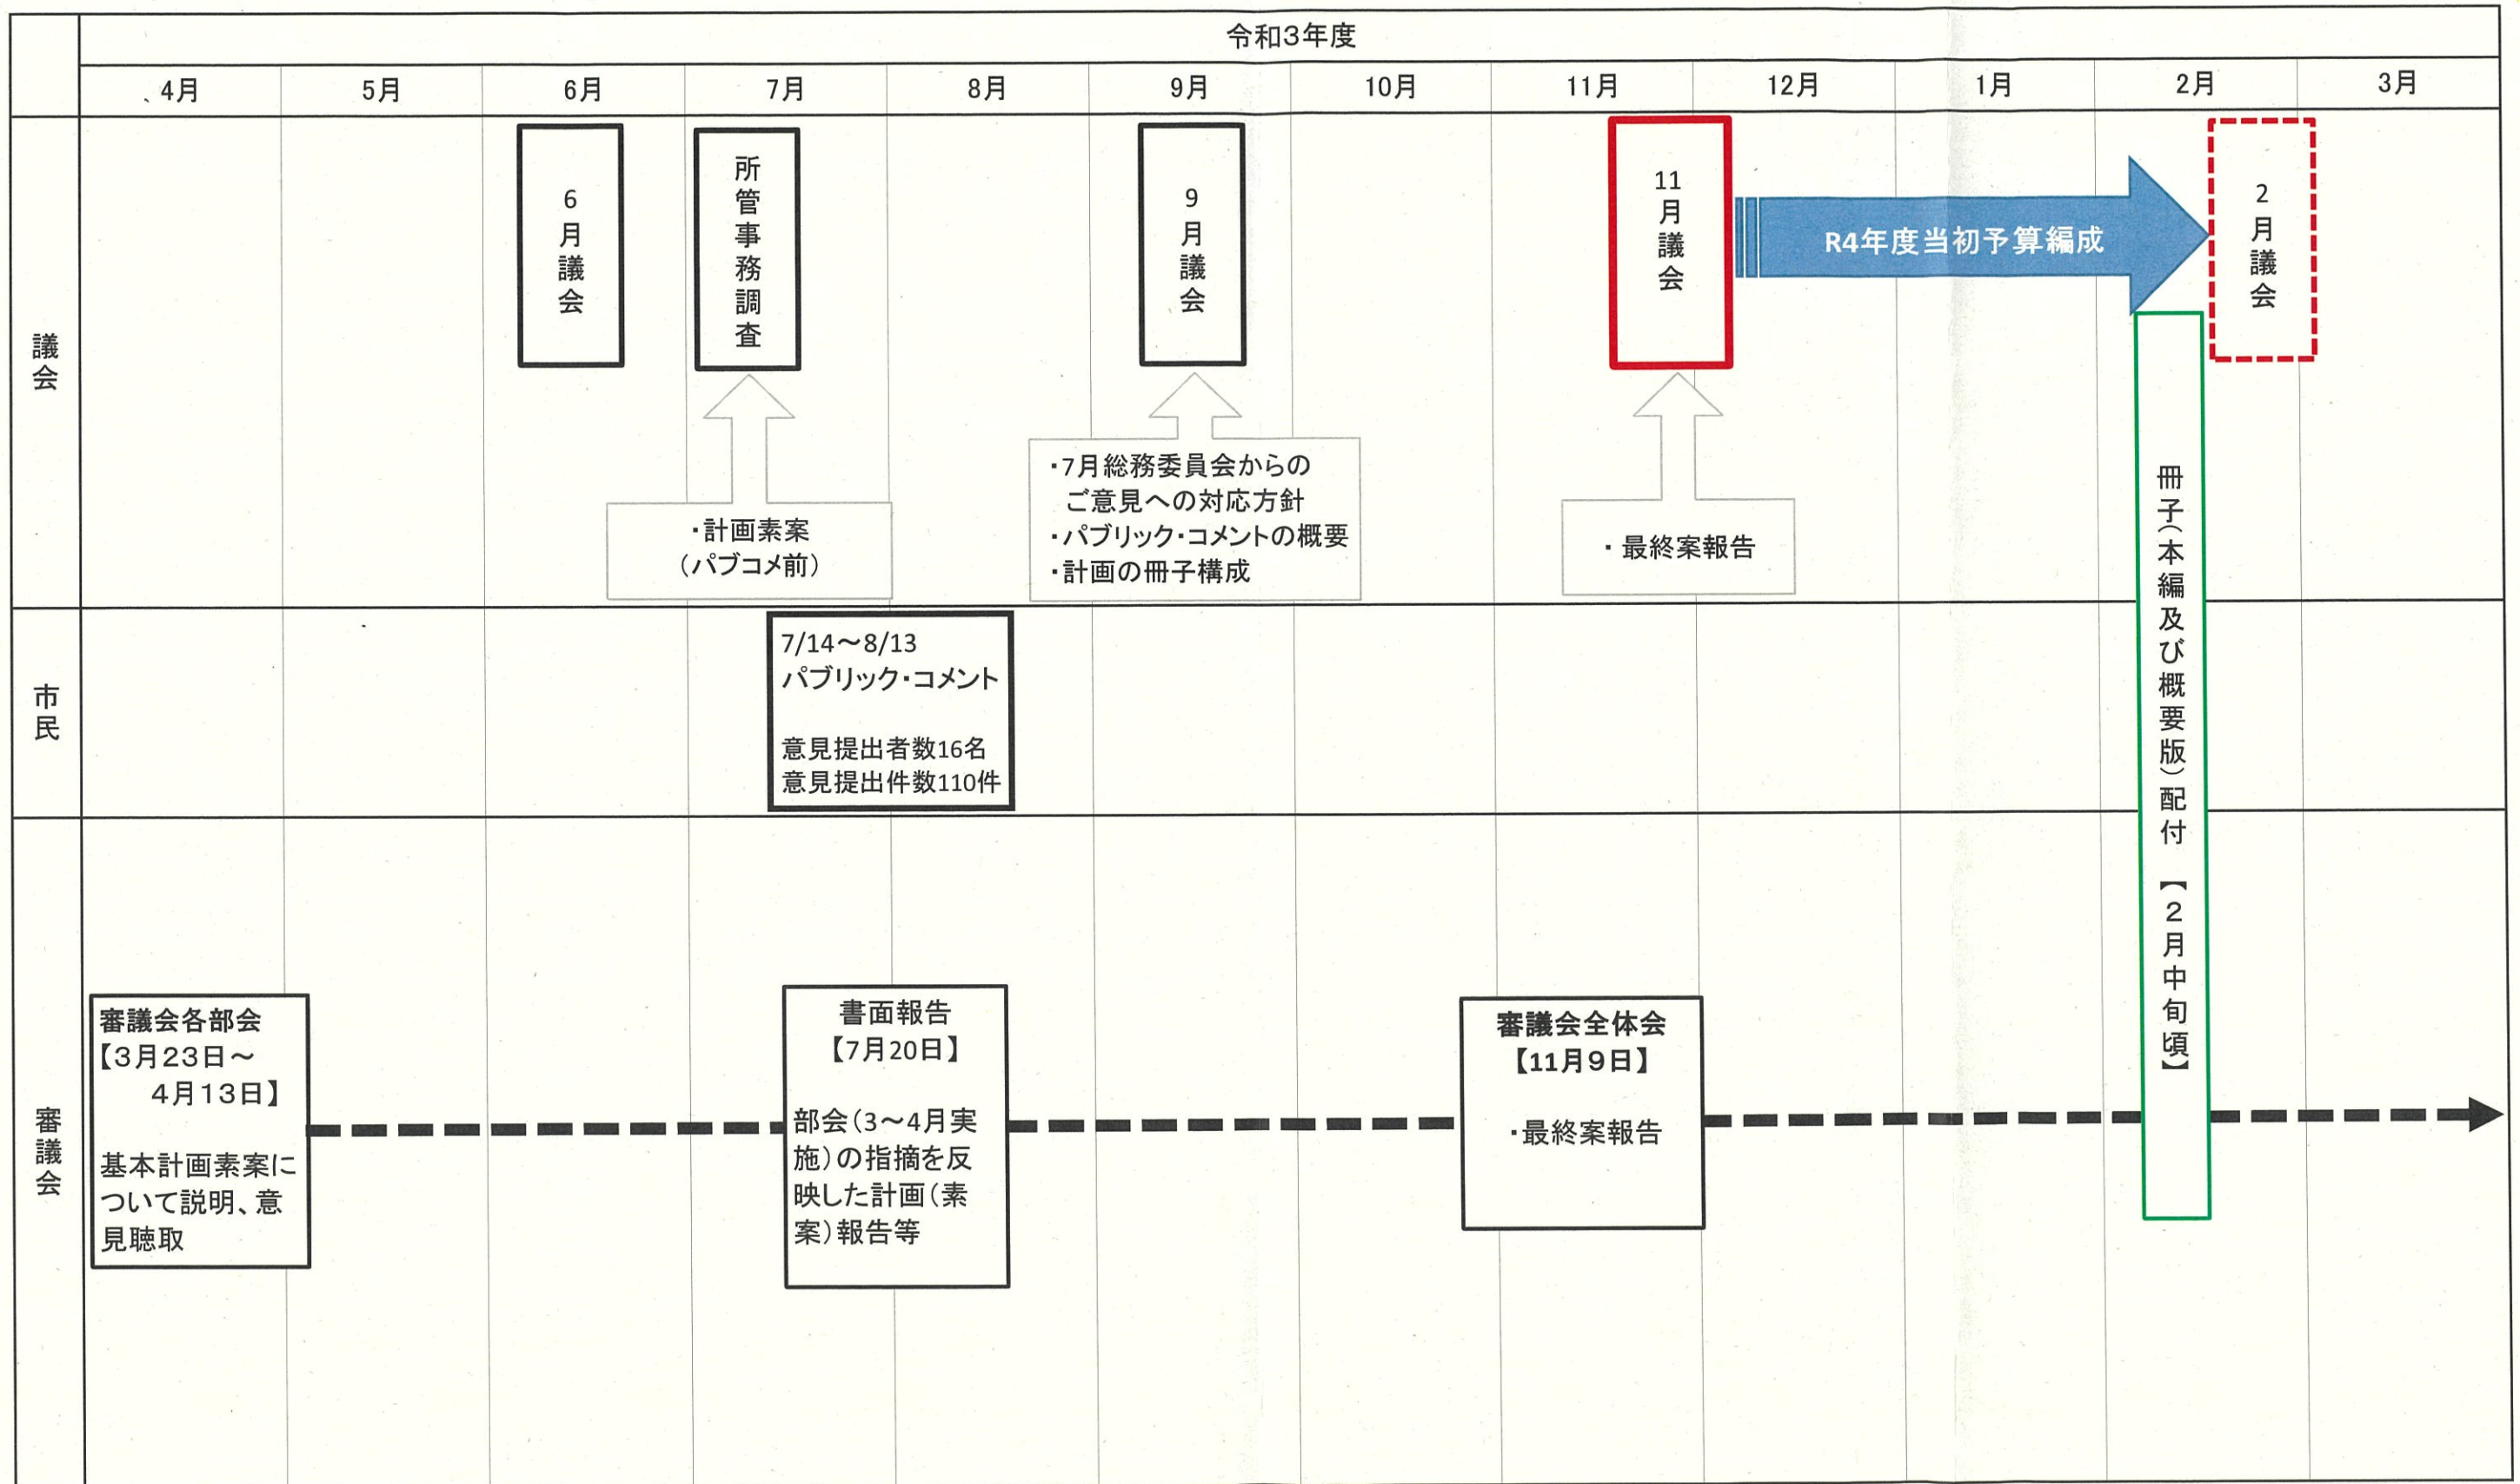 令和3年度
4月
5月
6月
7月
8月
9月
10月
11月
12月
1月
2月
3月
議会
6月議会
所管事務調査
9月議会
11月議会
R4年度当初予算編成
2月議会
・計画素案
（パブコメ前）
・7月総務委員会からの
ご意見への対応方針
・パブリック・コメントの概要
・計画の冊子構成
・最終案報告
冊子（本編及び概要版）配付 【２月中旬頃】
市民
7/14～8/13
パブリック・コメント
意見提出者数16名
意見提出件数110件
審議会
審議会各部会
【３月２３日～
４月１３日】
基本計画素案に
ついて説明、意
見聴取
書面報告
【7月20日】
部会（3～4月実
施）の指摘を反
映した計画（素
案）報告等
審議会全体会
【11月９日】
・最終案報告